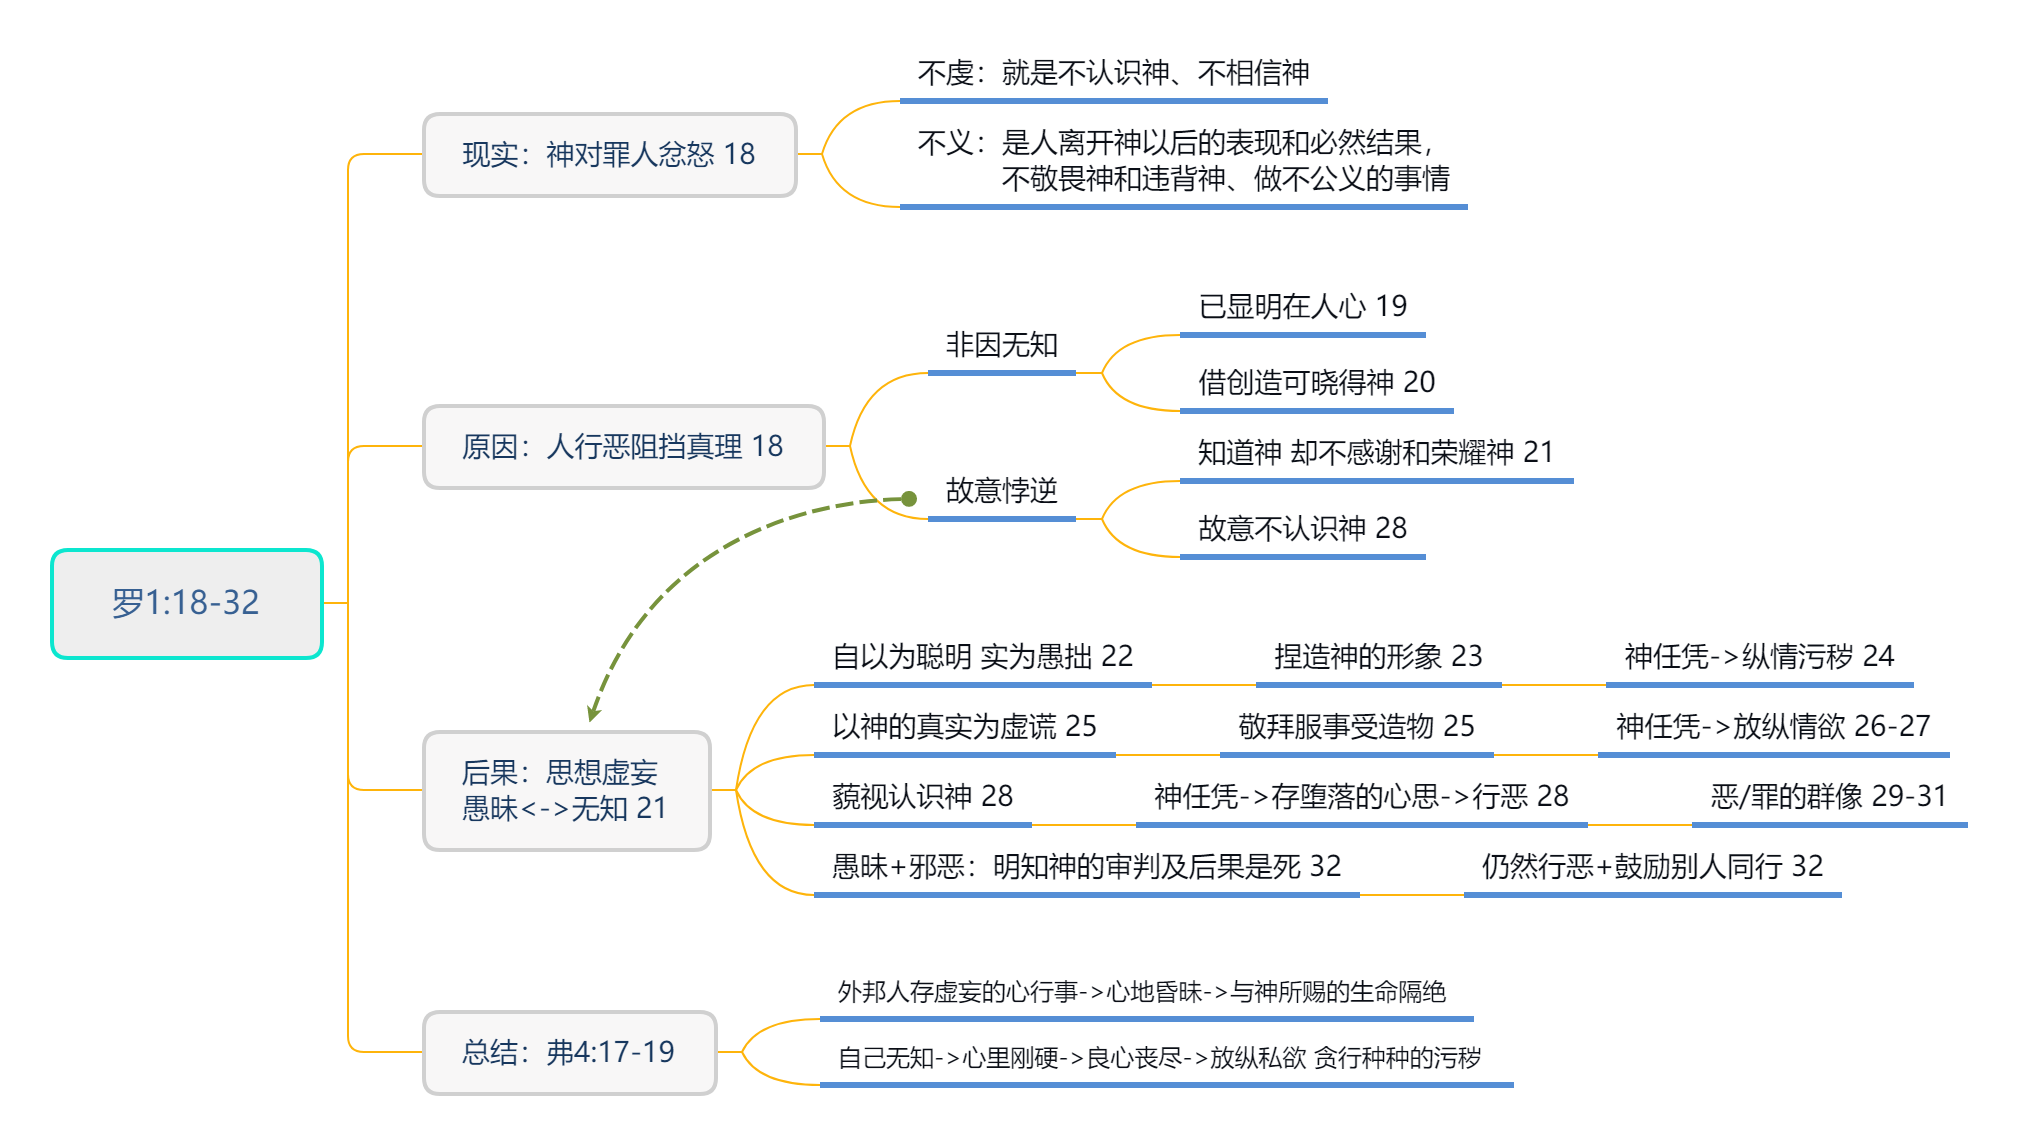 罗1:18-32
现实：神对罪人忿怒 18
不虔：就是不认识神、不相信神
不义：是人离开神以后的表现和必然结果，
不敬畏神和违背神、做不公义的事情
原因：人行恶阻挡真理 18
非因无知
已显明在人心 19
借创造可晓得神 20
故意悖逆
知道神 却不感谢和荣耀神 21
故意不认识神 28
后果：思想虚妄
愚昧<->无知 21
自以为聪明 实为愚拙 22
捏造神的形象 23
神任凭->纵情污秽 24
以神的真实为虚谎 25
敬拜服事受造物 25
神任凭->放纵情欲 26-27
藐视认识神 28
神任凭->存堕落的心思->行恶 28
恶/罪的群像 29-31
愚昧+邪恶：明知神的审判及后果是死 32
仍然行恶+鼓励别人同行 32
总结：弗4:17-19
外邦人存虚妄的心行事->心地昏昧->与神所赐的生命隔绝
自己无知->心里刚硬->良心丧尽->放纵私欲 贪行种种的污秽